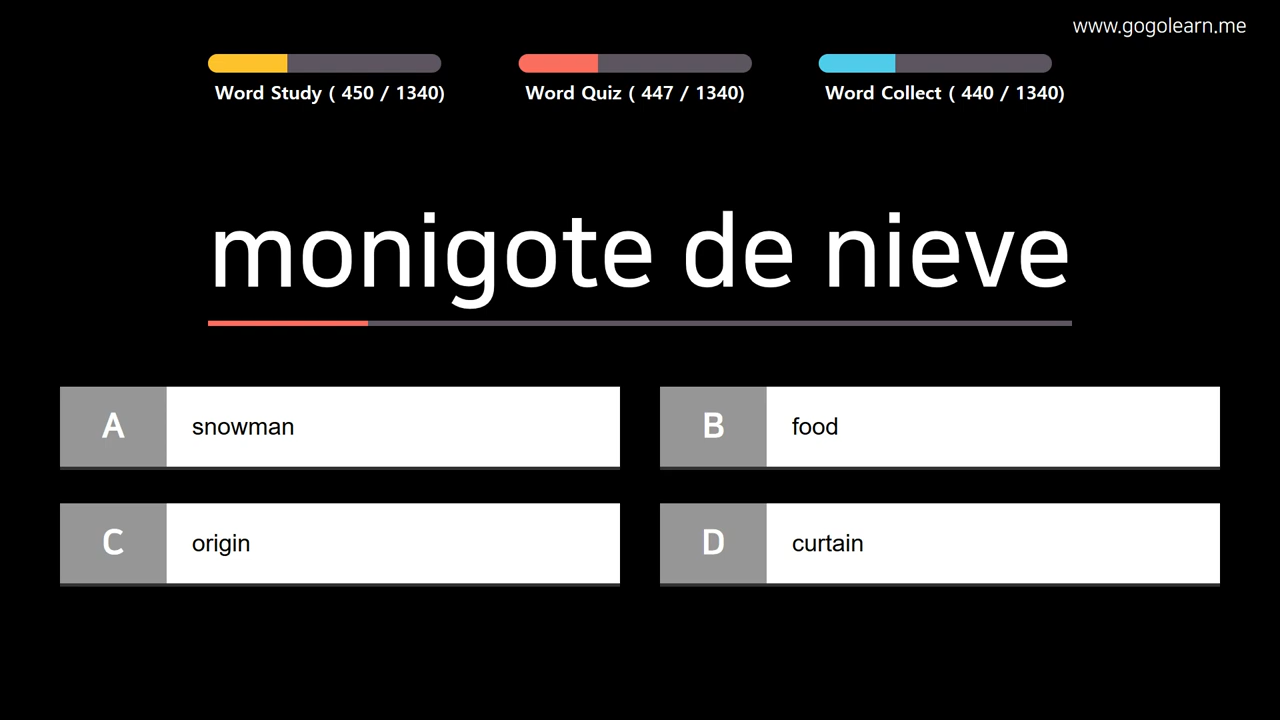 www.gogolearn.me
Word Study ( 450 / 1340)
Word Quiz ( 447 / 1340)
Word Collect ( 440 / 1340)
monigote de nieve
A snowman
B food
C origin
D curtain